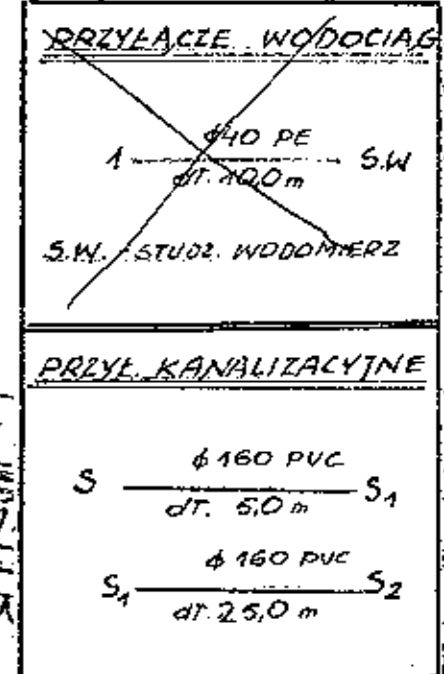 PRZYŁĄCZE WODOCIĄG
ϕ40 PE
1 S.W
dł. 10,0 m
S.W. - STUDZ. WODOMIERZ
PRZYŁ. KANALIZACYJNE
ϕ160 PVC
S S1
dł. 5,0 m
ϕ160 PVC
S1 S2
dł. 25,0 m